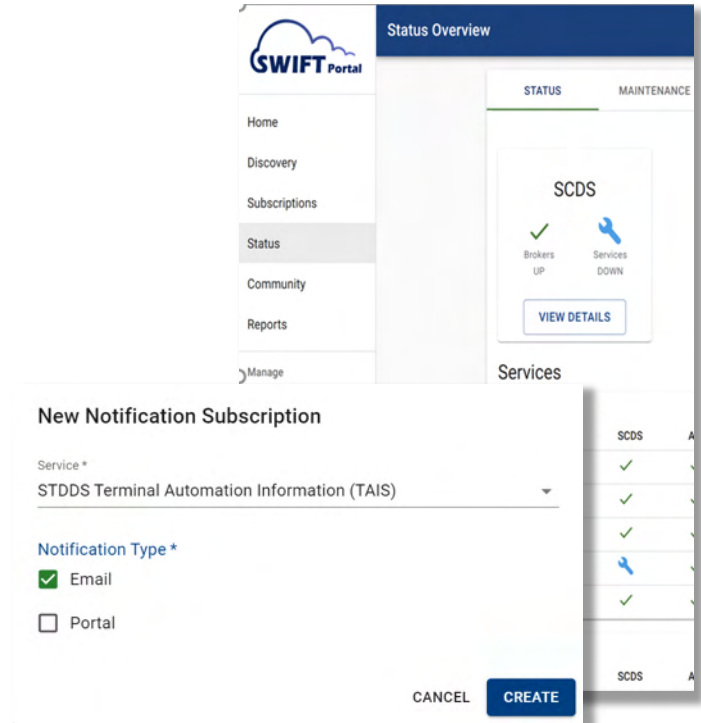 SWIFT Portal
Status Overview
STATUS MAINTENANCE
Home
Discovery
Subscriptions
Status
Community
Reports
Manage
SCDS
Brokers Services
UP DOWN
VIEW DETAILS
Services
SCDS A
SCDS A
New Notification Subscription
Service *
STDDS Terminal Automation Information (TAIS)
Notification Type *
Email
Portal
CANCEL CREATE